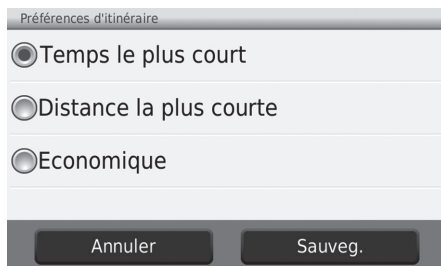 Préférences d'itinéraire
Temps le plus court
Distance la plus courte
Economique
Annuler Sauveg.